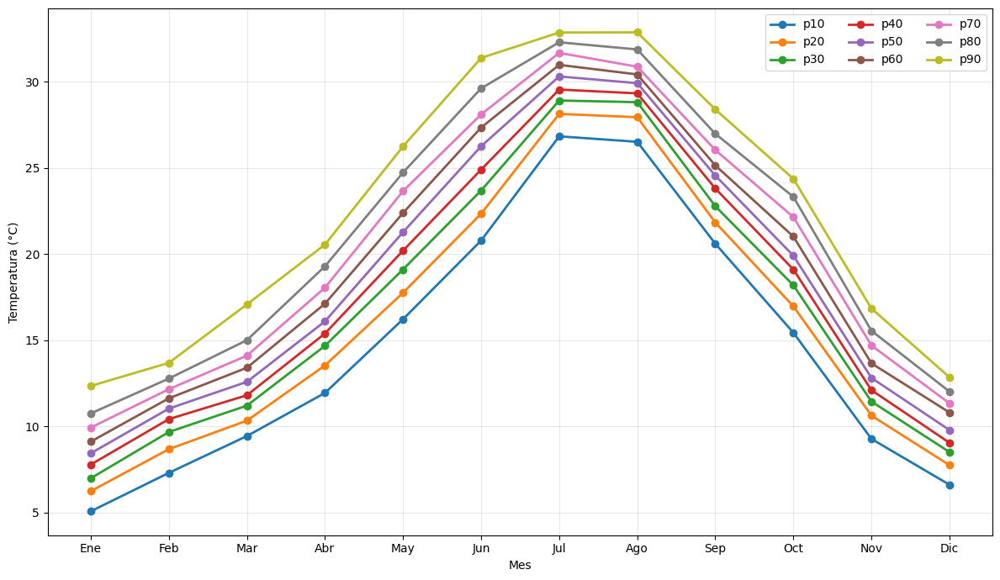 p10 p40 p70
p20 p50 p80
p30 p60 p90
Temperatura (°C)
30
25
20
15
10
5
Ene Feb Mar Abr May Jun Jul Ago Sep Oct Nov Dic
Mes